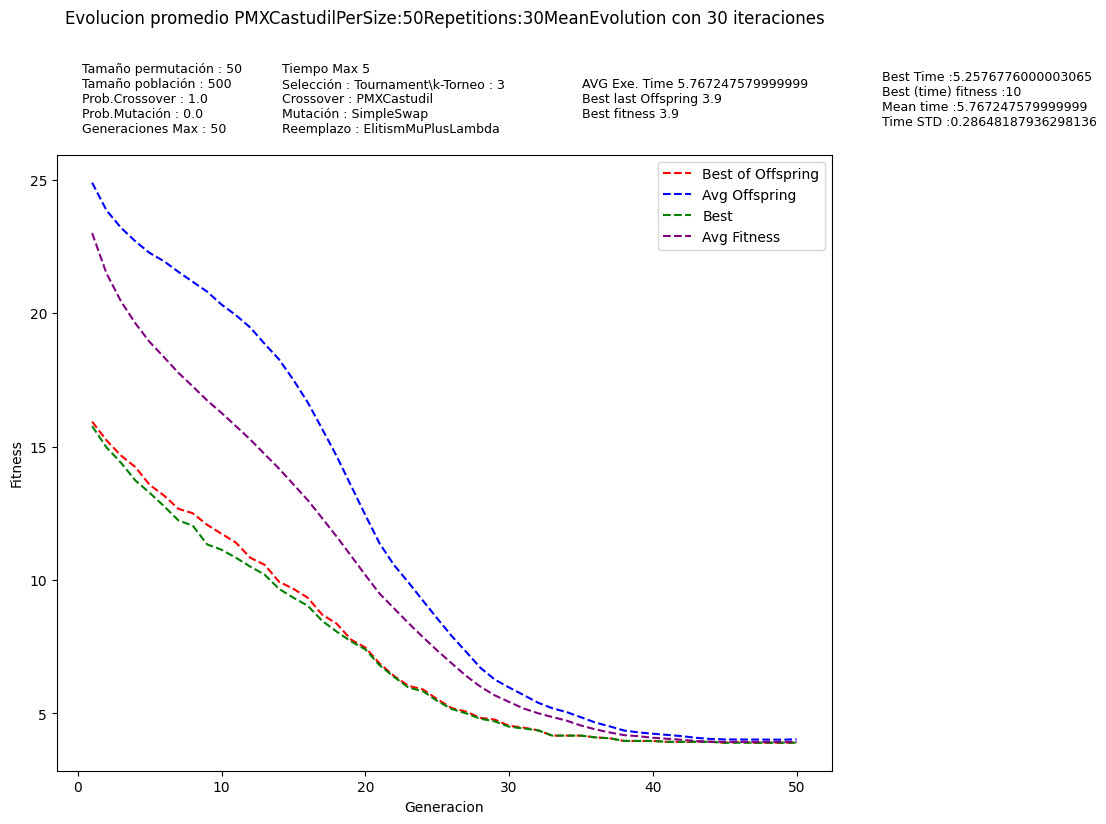 Evolucion promedio PMXCastudilPerSize:50Repetitions:30MeanEvolution con 30 iteraciones
Tamaño permutación : 50
Tamaño población : 500
Prob.Crossover : 1.0
Prob.Mutación : 0.0
Generaciones Max : 50
Tiempo Max 5
Selección : Tournament\k-Torneo : 3
Crossover : PMXCastudil
Mutación : SimpleSwap
Reemplazo : ElitismMuPlusLambda
AVG Exe. Time 5.767247579999999
Best last Offspring 3.9
Best fitness 3.9
Best Time :5.2576776000003065
Best (time) fitness :10
Mean time :5.767247579999999
Time STD :0.28648187936298136
Best of Offspring
Avg Offspring
Best
Avg Fitness
25
20
15
10
5
Fitness
0
10
20
30
40
50
Generacion